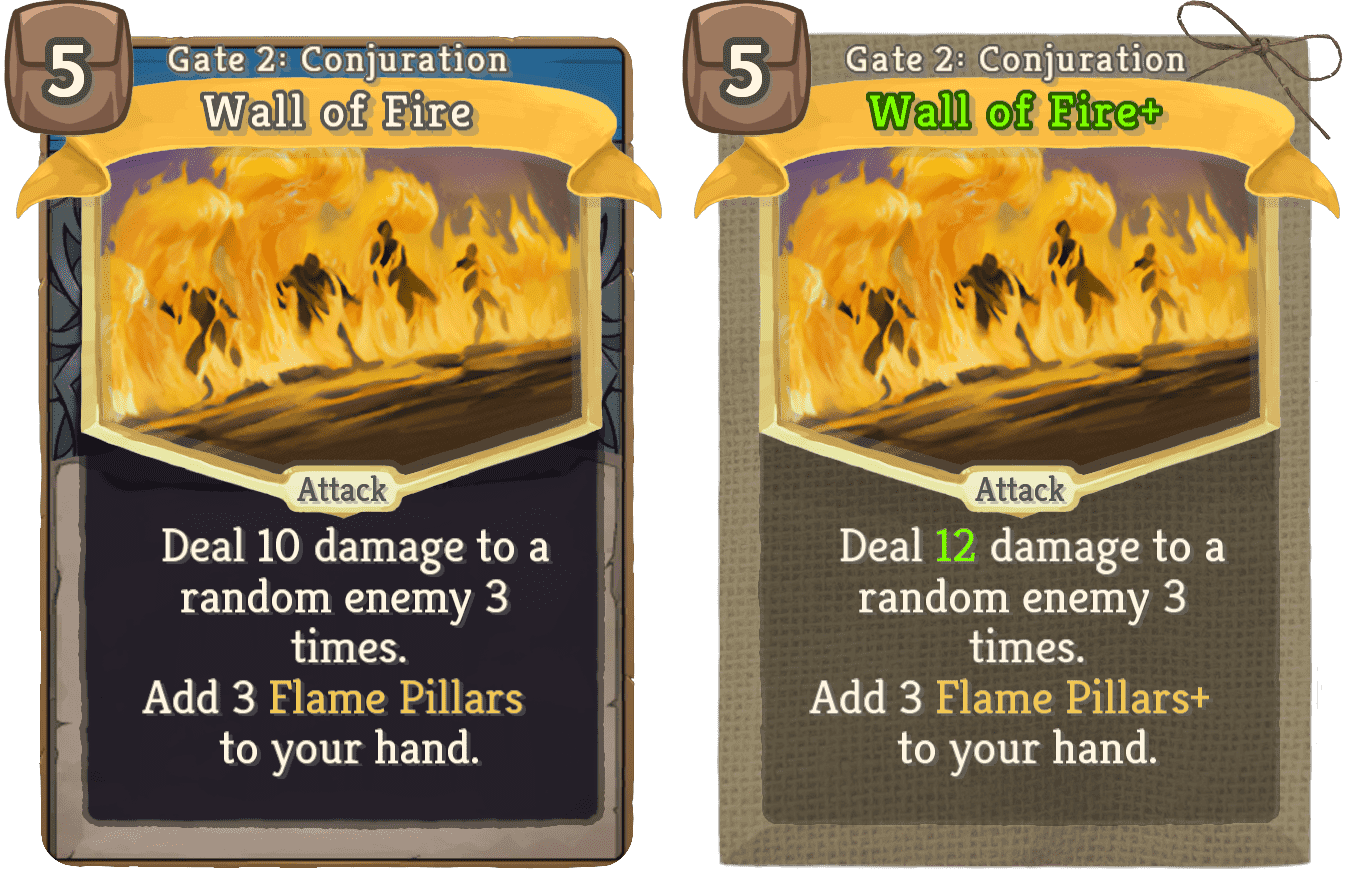 5
Gate 2: Conjuration
Wall of Fire
Attack
Deal 10 damage to a
random enemy 3
times.
Add 3 Flame Pillars
to your hand.
5
Gate 2: Conjuration
Wall of Fire+
Attack
Deal 12 damage to a
random enemy 3
times.
Add 3 Flame Pillars+
to your hand.